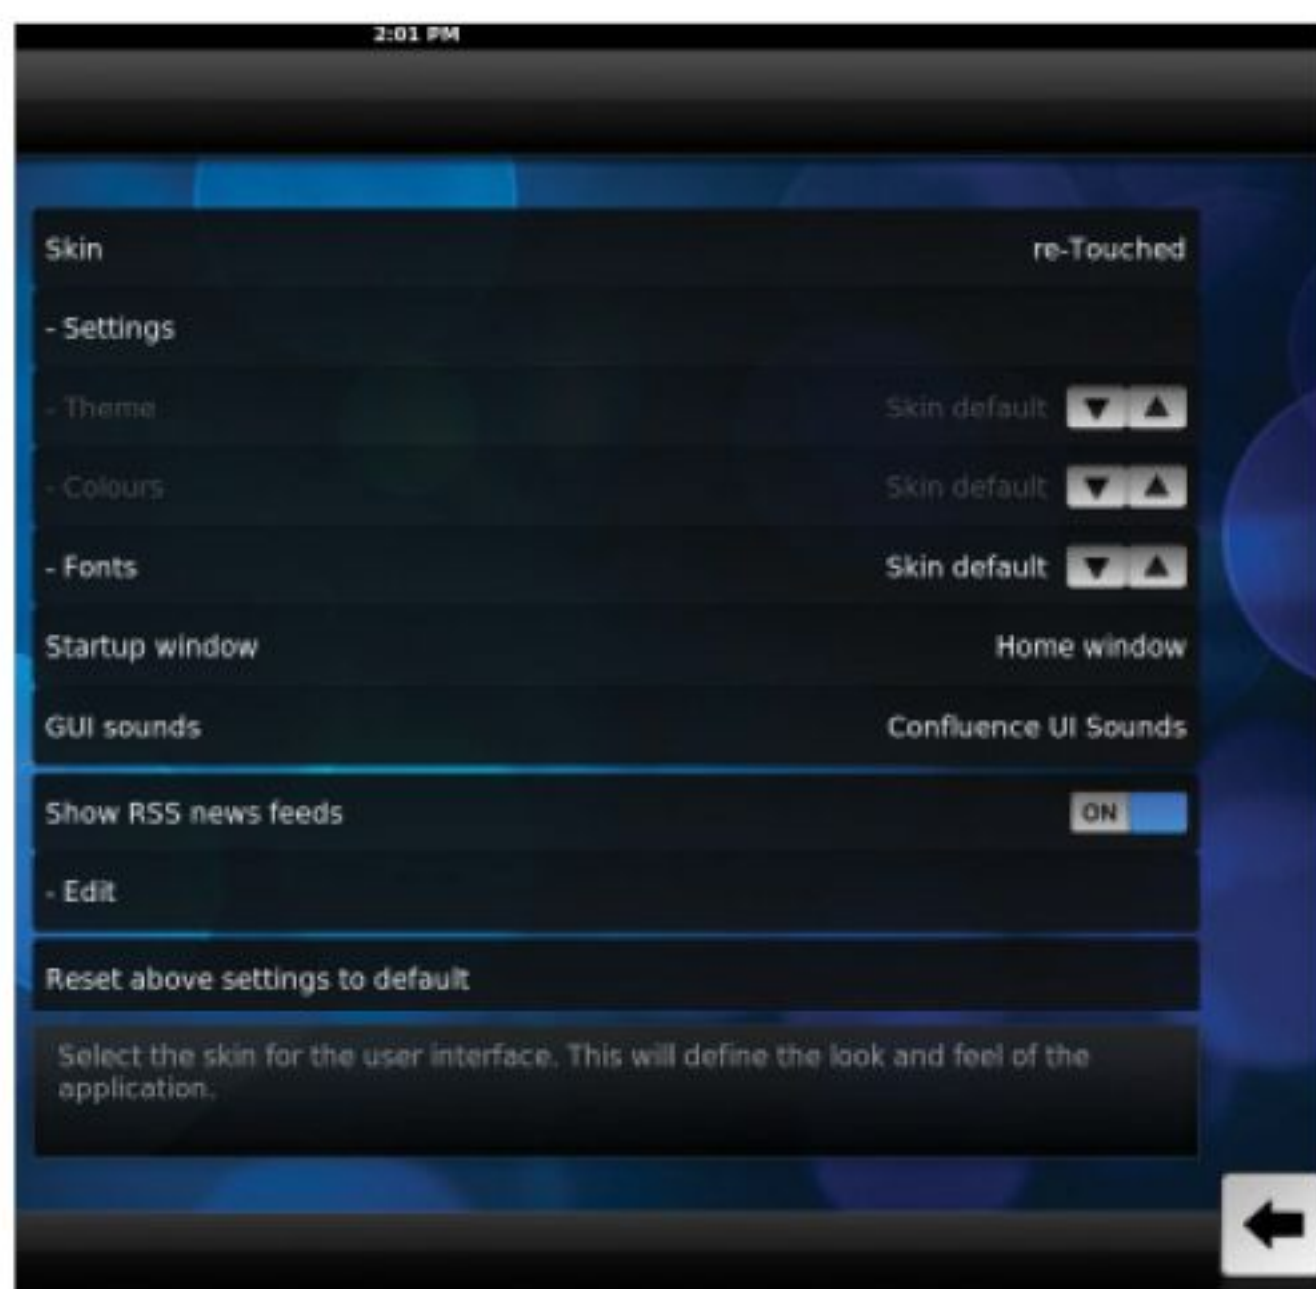 2:01 PM
Skin re-Touched
- Settings
- Theme Skin default
- Colours Skin default
- Fonts Skin default
Startup window Home window
GUI sounds Confluence UI Sounds
Show RSS news feeds ON
- Edit
Reset above settings to default
Select the skin for the user interface. This will define the look and feel of the
application.